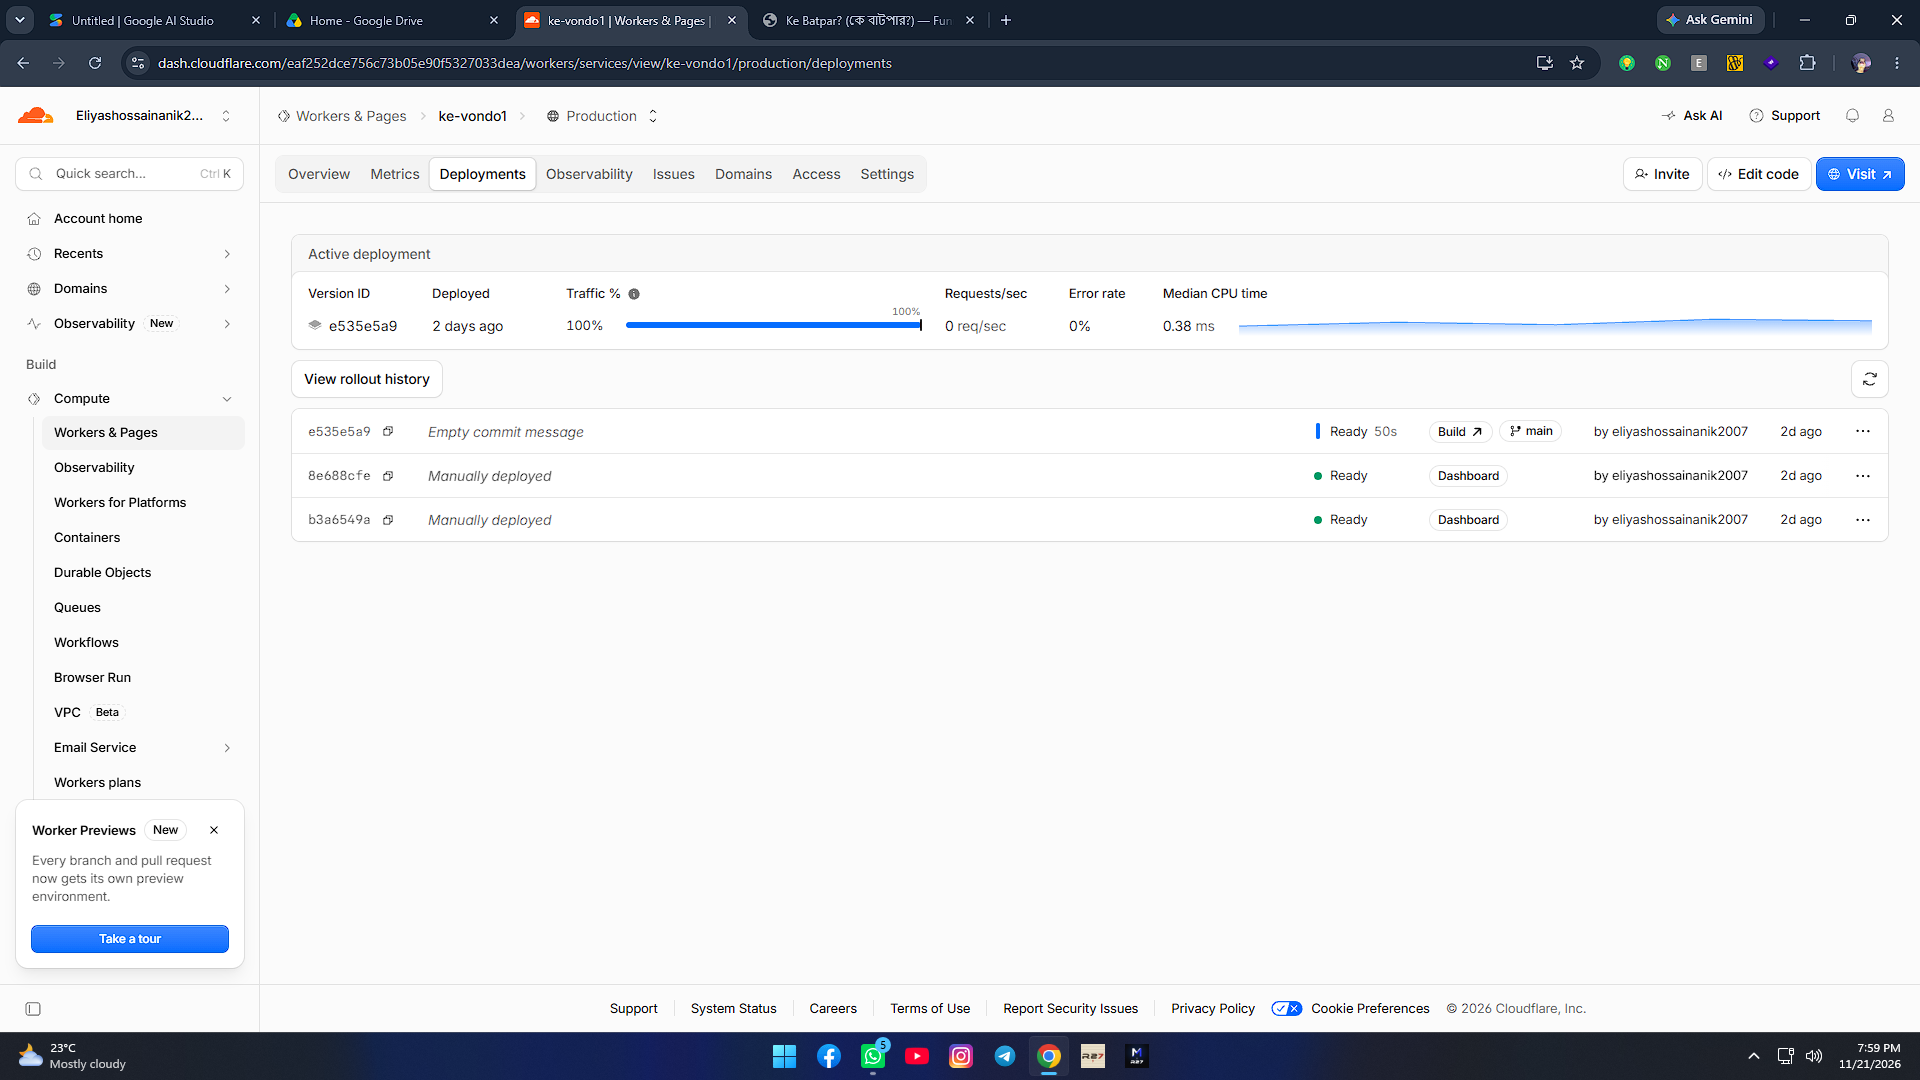 Untitled | Google AI Studio
Home - Google Drive
ke-vondo1 | Workers & Pages |
Ke Batpar? (কে বাটপার?) — Fun
Ask Gemini
dash.cloudflare.com/eaf252dce756c73b05e90f5327033dea/workers/services/view/ke-vondo1/production/deployments
Eliyashossainanik2...
Workers & Pages
ke-vondo1
Production
Ask AI
Support
Quick search...
Ctrl K
Overview
Metrics
Deployments
Observability
Issues
Domains
Access
Settings
Invite
Edit code
Visit
Account home
Recents
Domains
Observability New
Build
Compute
Workers & Pages
Observability
Workers for Platforms
Containers
Durable Objects
Queues
Workflows
Browser Run
VPC Beta
Email Service
Workers plans
Worker Previews New
Every branch and pull request
now gets its own preview
environment.
Take a tour
Active deployment
Version ID Deployed Traffic % Requests/sec Error rate Median CPU time
100%
e535e5a9 2 days ago 100% 0 req/sec 0% 0.38 ms
View rollout history
e535e5a9 Empty commit message Ready 50s Build main by eliyashossainanik2007 2d ago
8e688cfe Manually deployed Ready Dashboard by eliyashossainanik2007 2d ago
b3a6549a Manually deployed Ready Dashboard by eliyashossainanik2007 2d ago
Support
System Status
Careers
Terms of Use
Report Security Issues
Privacy Policy
Cookie Preferences
© 2026 Cloudflare, Inc.
23°C
Mostly cloudy
5
R27
M
R27
7:59 PM
11/21/2026